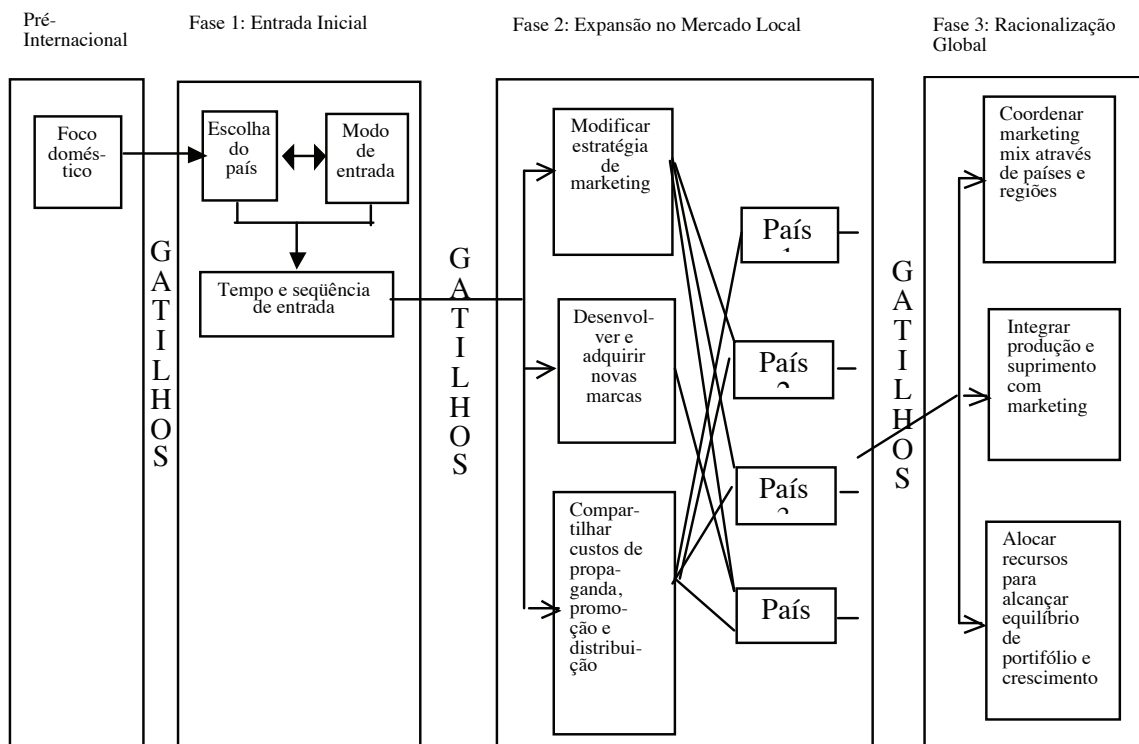 Pré-
Internacional
Fase 1: Entrada Inicial
Fase 2: Expansão no Mercado Local
Fase 3: Racionalização
Global
Foco
domés-
tico
G
A
T
I
L
H
O
S
Escolha
do
país
Modo
de
entrada
Tempo e seqüência
de entrada
G
A
T
I
L
H
O
S
Modificar
estratégia
de
marketing
Desenvol-
ver e
adquirir
novas
marcas
Compar-
tilhar
custos de
propa-
ganda,
promo-
ção e
distribui-
ção
País
País
País
País
G
A
T
I
L
H
O
S
Coordenar
marketing
mix através
de países e
regiões
Integrar
produção e
suprimento
com
marketing
Alocar
recursos
para
alcançar
equilíbrio
de
portifólio e
crescimento